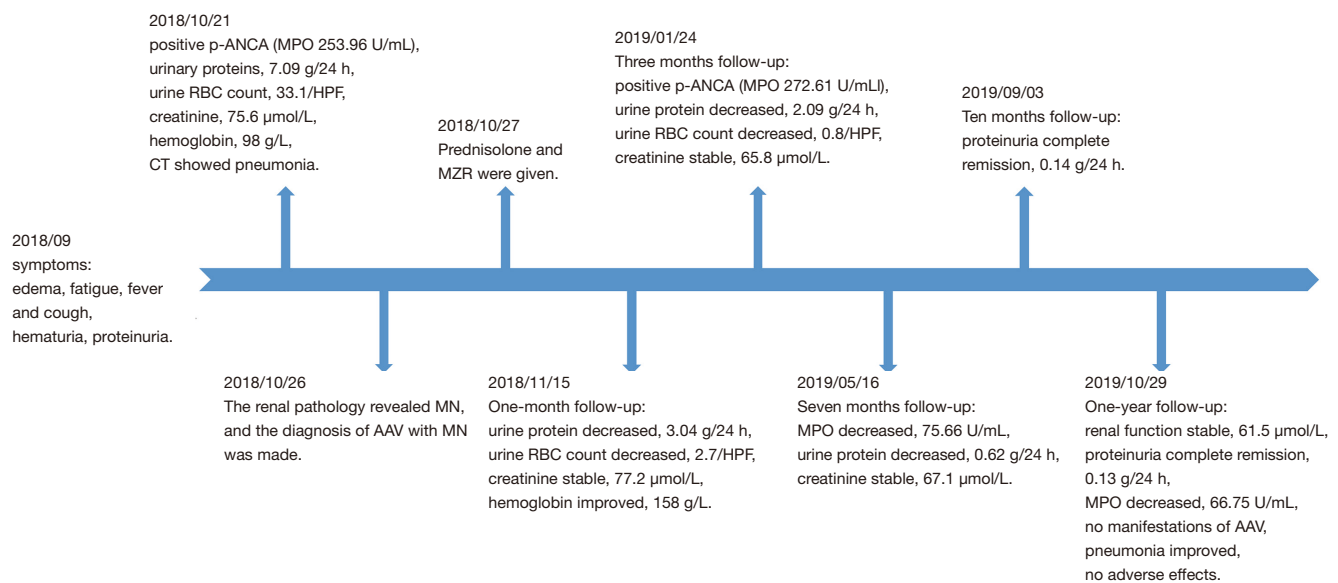 2018/09
symptoms:
edema, fatigue, fever
and cough,
hematuria, proteinuria.
2018/10/21
positive p-ANCA (MPO 253.96 U/mL),
urinary proteins, 7.09 g/24 h,
urine RBC count, 33.1/HPF,
creatinine, 75.6 μmol/L,
hemoglobin, 98 g/L,
CT showed pneumonia.
2018/10/26
The renal pathology revealed MN,
and the diagnosis of AAV with MN
was made.
2018/10/27
Prednisolone and
MZR were given.
2018/11/15
One-month follow-up:
urine protein decreased, 3.04 g/24 h,
urine RBC count decreased, 2.7/HPF,
creatinine stable, 77.2 μmol/L,
hemoglobin improved, 158 g/L.
2019/01/24
Three months follow-up:
positive p-ANCA (MPO 272.61 U/mLl),
urine protein decreased, 2.09 g/24 h,
urine RBC count decreased, 0.8/HPF,
creatinine stable, 65.8 μmol/L.
2019/05/16
Seven months follow-up:
MPO decreased, 75.66 U/mL,
urine protein decreased, 0.62 g/24 h,
creatinine stable, 67.1 μmol/L.
2019/09/03
Ten months follow-up:
proteinuria complete
remission, 0.14 g/24 h.
2019/10/29
One-year follow-up:
renal function stable, 61.5 μmol/L,
proteinuria complete remission,
0.13 g/24 h,
MPO decreased, 66.75 U/mL,
no manifestations of AAV,
pneumonia improved,
no adverse effects.